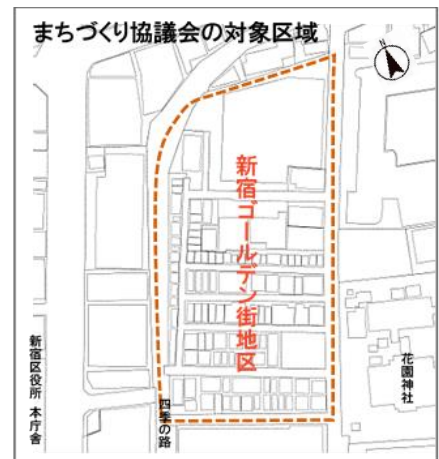 まちづくり協議会の対象区域
N
新宿ゴールデン街地区
新宿区役所 本庁舎
四季の路
花園神社